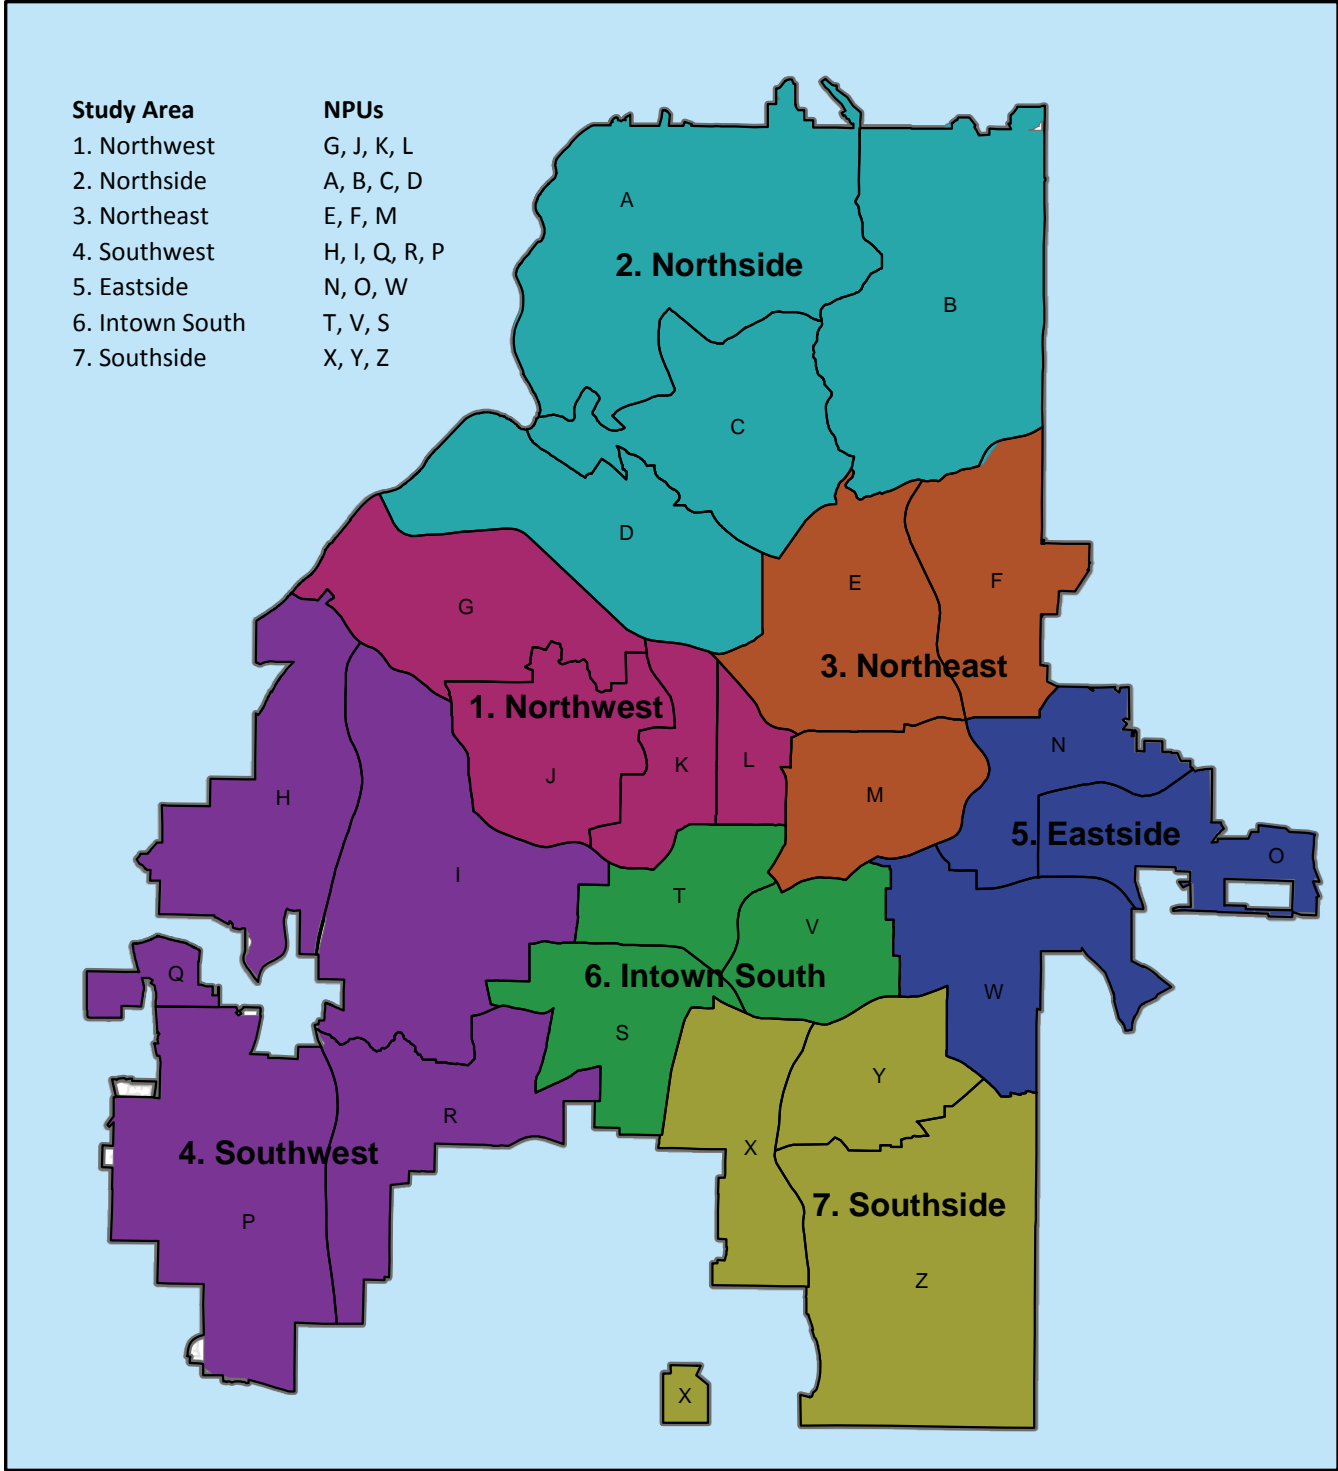 Study Area NPUs
1. Northwest G, J, K, L
2. Northside A, B, C, D
3. Northeast E, F, M
4. Southwest H, I, Q, R, P
5. Eastside N, O, W
6. Intown South T, V, S
7. Southside X, Y, Z
A
2. Northside
B
C
D
E
F
G
3. Northeast
1. Northwest
N
K
L
J
M
H
5. Eastside
O
I
T
V
Q
6. Intown South
W
S
Y
R
X
4. Southwest
7. Southside
P
Z
X